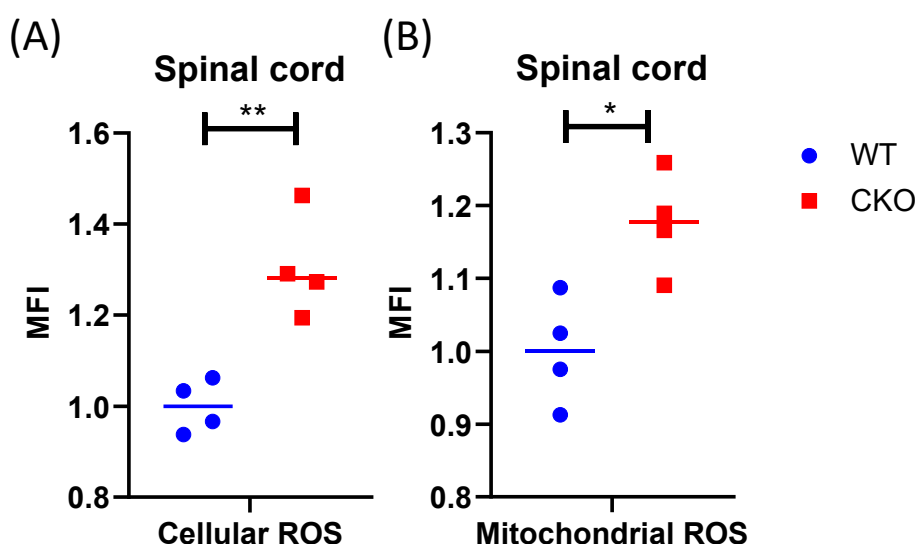 (A)
Spinal cord
**
MFI
1.6
1.4
1.2
1.0
0.8
Cellular ROS
(B)
Spinal cord
*
MFI
1.3
1.2
1.1
1.0
0.9
0.8
Mitochondrial ROS
WT
CKO